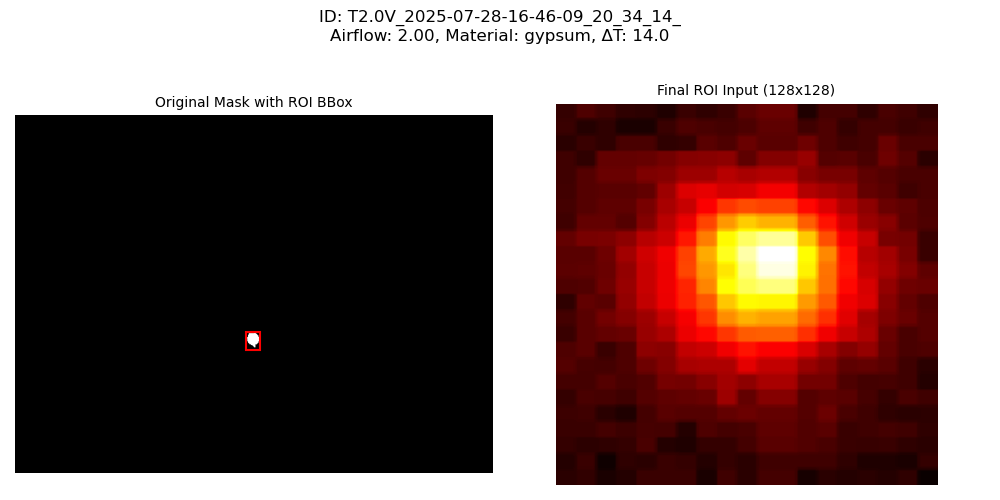 ID: T2.0V_2025-07-28-16-46-09_20_34_14_
Airflow: 2.00, Material: gypsum, ΔT: 14.0
Original Mask with ROI BBox
Final ROI Input (128x128)